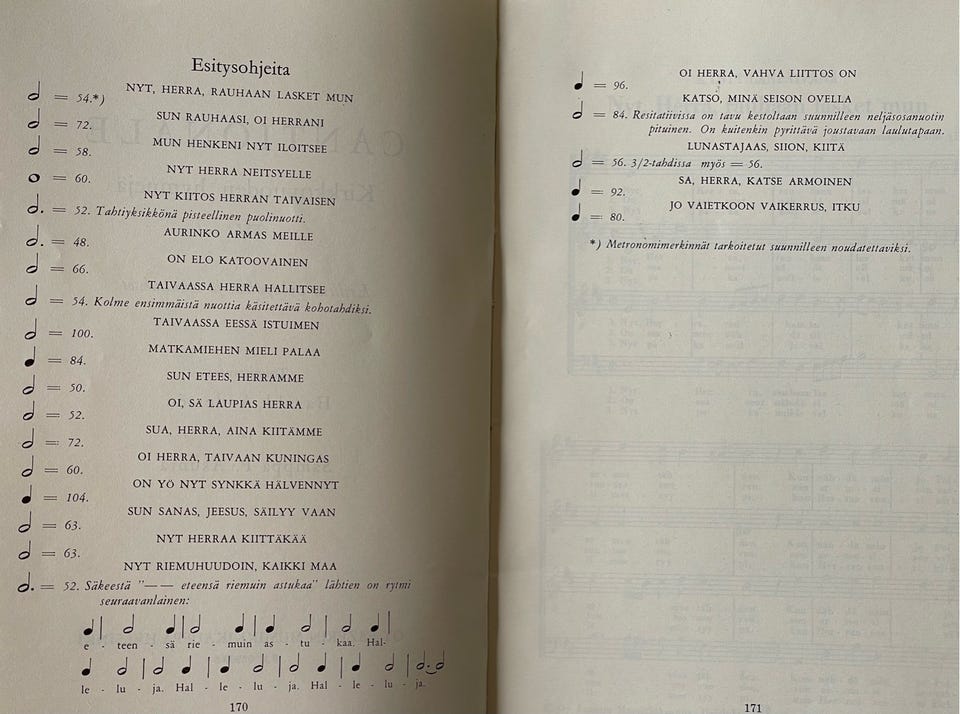 Esitysohjeita
NYT, HERRA, RAUHAAN LASKET MUN
= 54.*)
SUN RAUHAASI, OI HERRANI
= 72.
MUN HENKENI NYT ILOITSEE
= 58.
NYT HERRA NEITSYELLE
= 60.
NYT KIITOS HERRAN TAIVAISEN
= 52. Tahtiyksikkönä pisteellinen puolinuotti.
AURINKO ARMAS MEILLE
= 48.
ON ELO KATOOVAINEN
= 66.
TAIVAASSA HERRA HALLITSEE
= 54. Kolme ensimmäistä nuottia käsitettävä kohotahdiksi.
TAIVAASSA EESSÄ ISTUIMEN
= 100.
MATKAMIEHEN MIELI PALAA
= 84.
SUN ETEES, HERRAMME
= 50.
OI, SÄ LAUPIAS HERRA
= 52.
SUA, HERRA, AINA KIITÄMME
= 72.
OI HERRA, TAIVAAN KUNINGAS
= 60.
ON YÖ NYT SYNKKÄ HÄLVENNYT
= 104.
SUN SANAS, JEESUS, SÄILYY VAAN
= 63.
NYT HERRAA KIITTÄKÄÄ
= 63.
NYT RIEMUHUUDOIN, KAIKKI MAA
= 52. Säkeestä "—— eteensä riemuin astukaa" lähtien on rytmi
seuraavanlainen:
e - teen - sä rie - muin as - tu - kaa. Hal-
le - lu - ja. Hal - le - lu - ja. Hal - le - lu - ja.
170
OI HERRA, VAHVA LIITTOS ON
= 96.
KATSO, MINÄ SEISON OVELLA
= 84. Resitatiivissa on tavu kestoltaan suunnilleen neljäsosanuotin
pituinen. On kuitenkin pyrittävä joustavaan laulutapaan.
LUNASTAJAAS, SIION, KIITÄ
= 56. 3/2-tahdissa myös = 56.
SA, HERRA, KATSE ARMOINEN
= 92.
JO VAIETKOON VAIKERRUS, ITKU
= 80.
*) Metronomimerkinnät tarkoitetut suunnilleen noudatettaviksi.
171